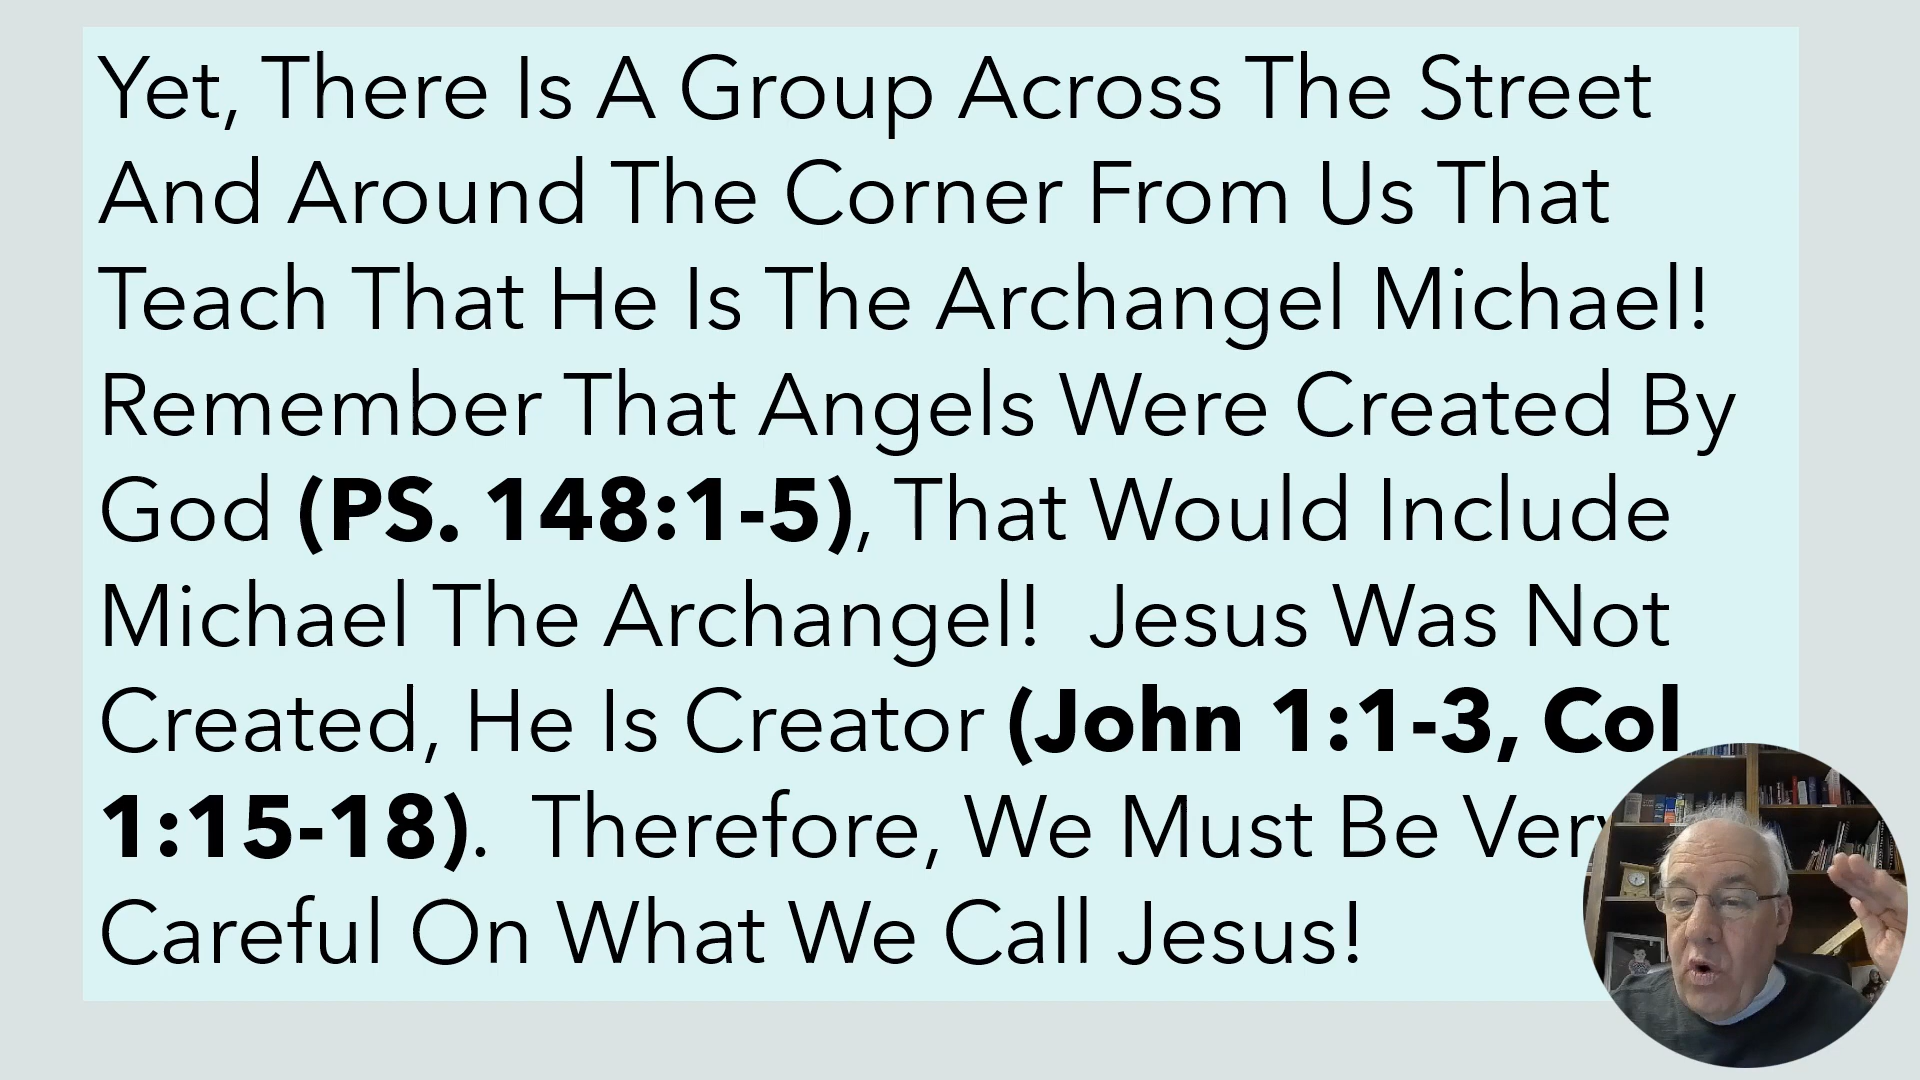 Yet, There Is A Group Across The Street
And Around The Corner From Us That
Teach That He Is The Archangel Michael!
Remember That Angels Were Created By
God (PS. 148:1-5), That Would Include
Michael The Archangel! Jesus Was Not
Created, He Is Creator (John 1:1-3, Col
1:15-18). Therefore, We Must Be Very
Careful On What We Call Jesus!